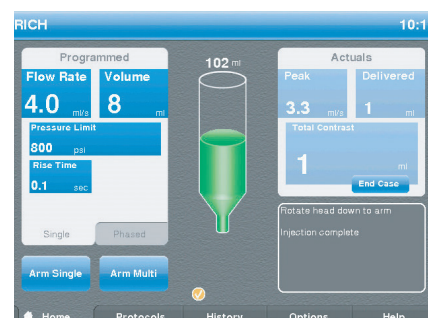 RICH
10:1
Programmed
Flow Rate
4.0 ml/s
Volume
8 ml
Pressure Limit
800 psi
Rise Time
0.1 sec
Single
Phased
Arm Single
Arm Multi
102 ml
Actuals
Peak
3.3 ml/s
Delivered
1 ml
Total Contrast
1 ml
End Case
Rotate head down to arm
Injection complete
Home
Protocols
History
Options
Help